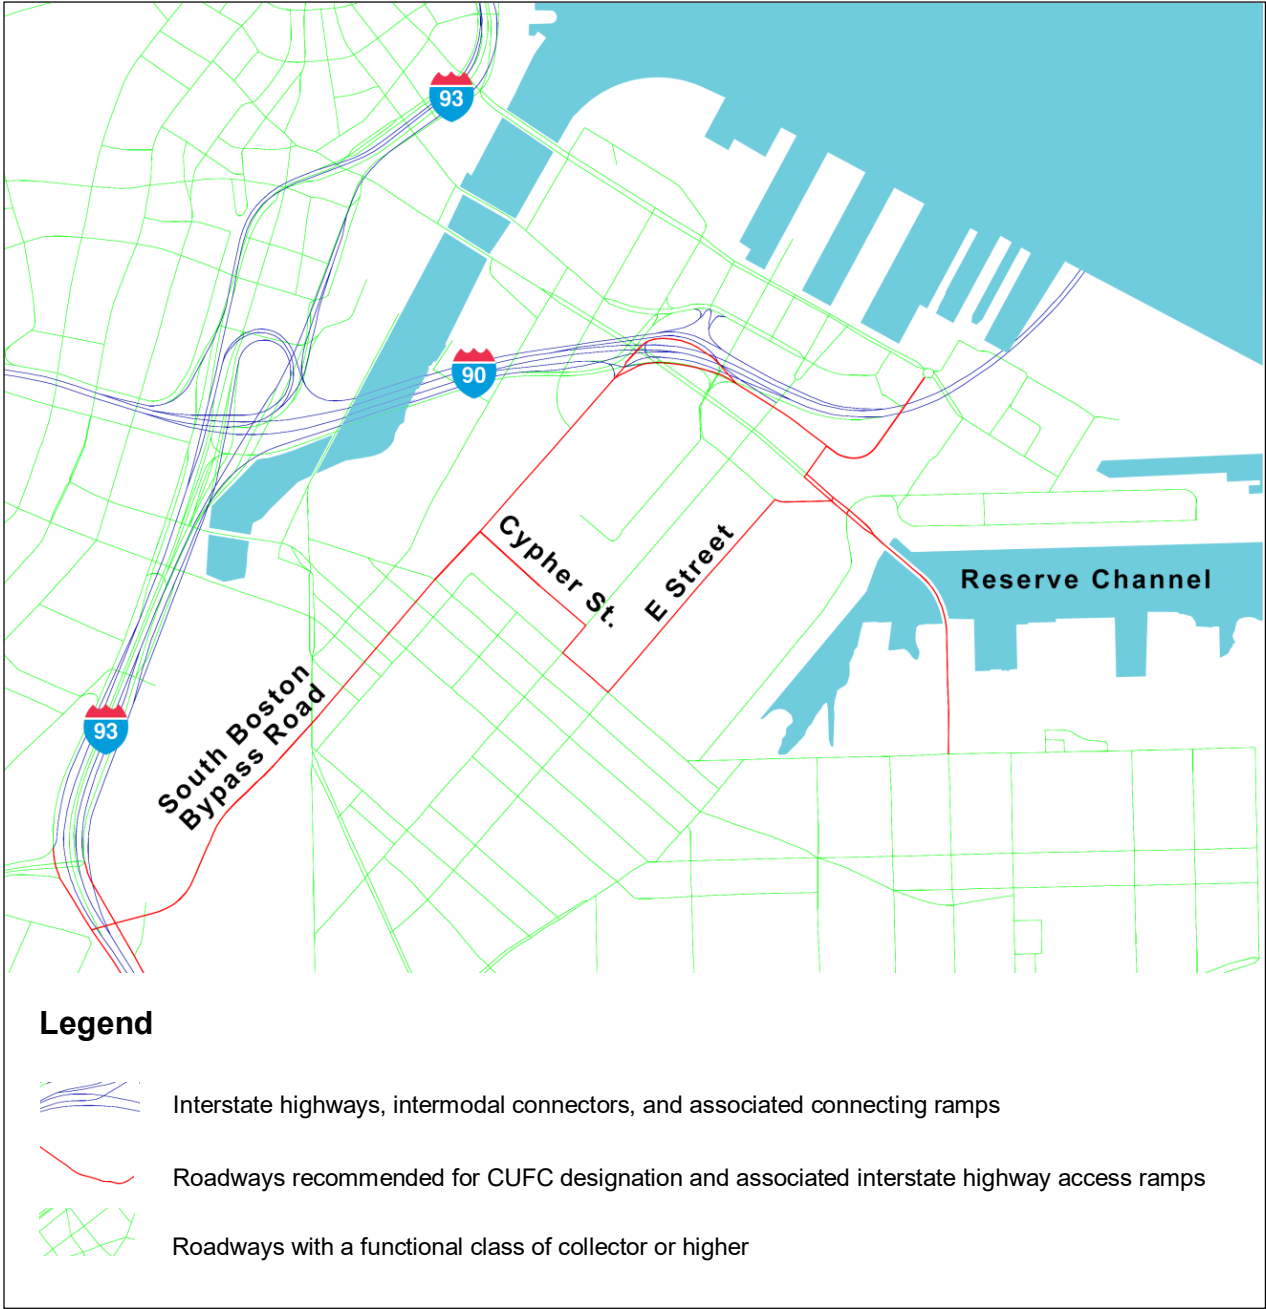 93
90
Cypher St.
E Street
Reserve Channel
South Boston
Bypass Road
93
Legend
Interstate highways, intermodal connectors, and associated connecting ramps
Roadways recommended for CUFC designation and associated interstate highway access ramps
Roadways with a functional class of collector or higher